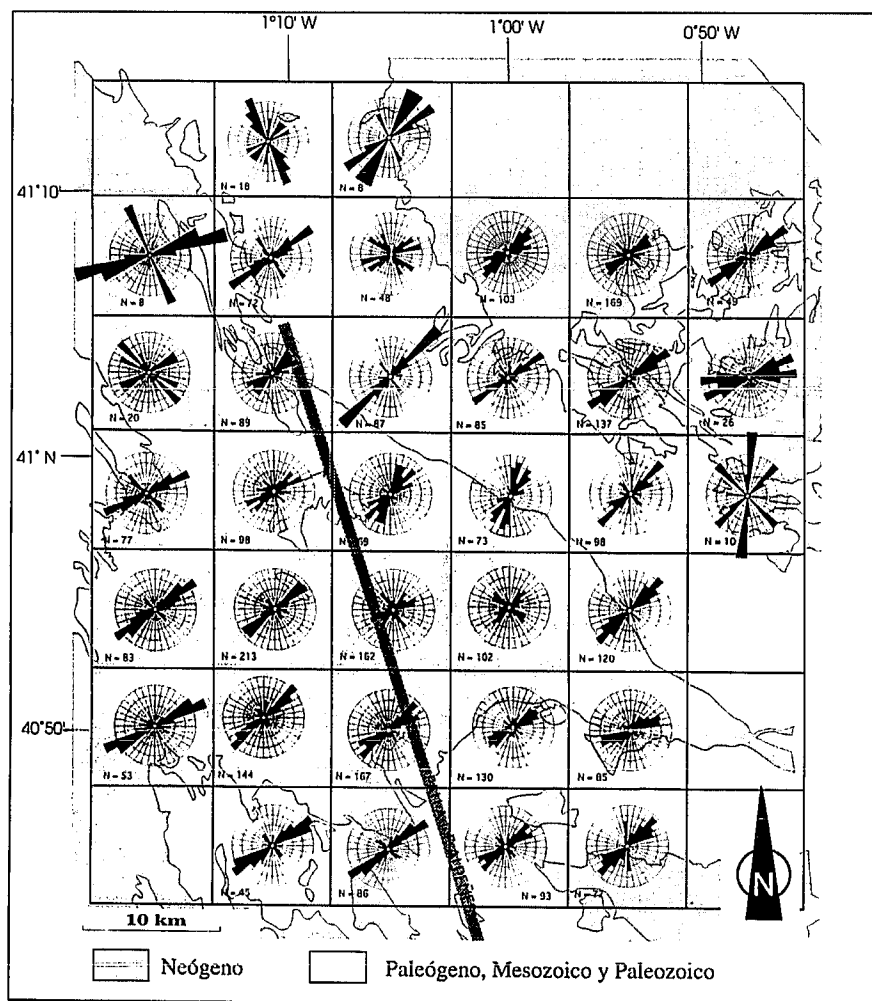 1°10' W 1°00' W 0°50' W
N = 18 N = 8
41°10'
N = 8 N = 72 N = 48 N = 103 N = 169 N = 49
N = 20 N = 89 N = 87 N = 85 N = 137 N = 26
41° N
N = 77 N = 98 69 N = 73 N = 98 N = 10
N = 83 N = 213 N = 162 N = 102 N = 120
40°50'
N = 53 N = 144 N = 167 N = 130 N = 85
N = 45 N = 86 N = 93
N
10 km
Neógeno Paleógeno, Mesozoico y Paleozoico